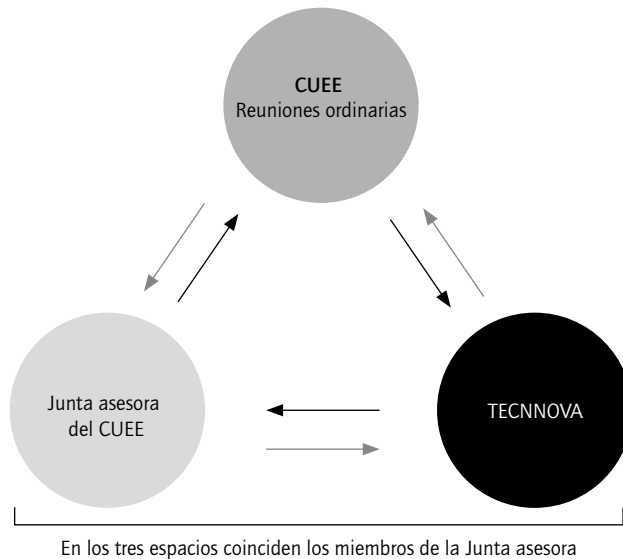 CUEE
Reuniones ordinarias
Junta asesora
del CUEE
TECNNOVA
En los tres espacios coinciden los miembros de la Junta asesora